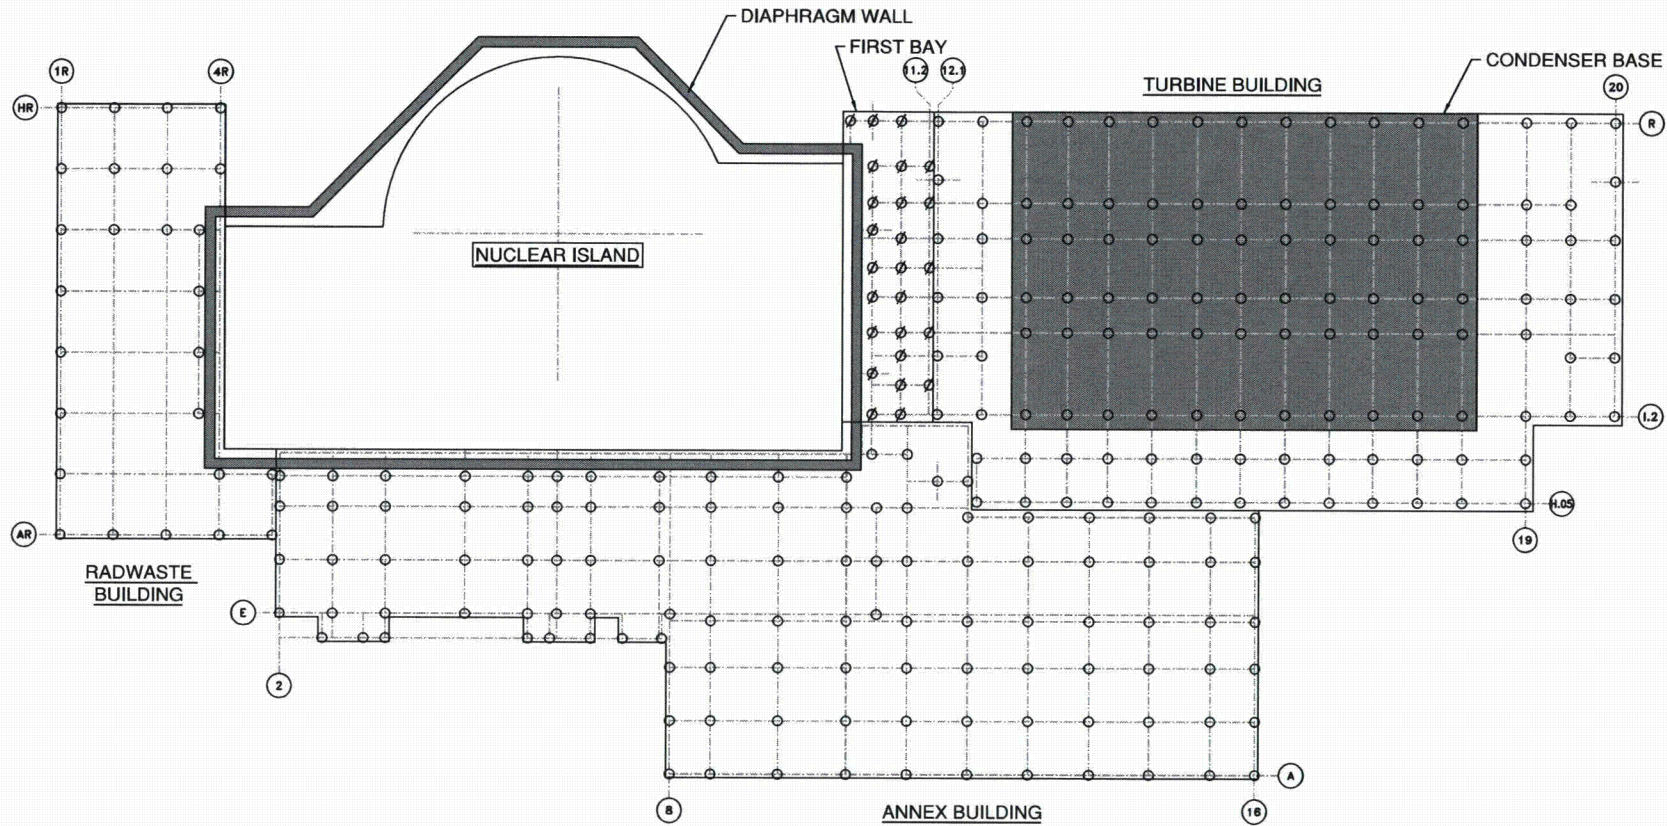 DIAPHRAGM WALL
FIRST BAY
CONDENSER BASE
1R
4R
11.2
12.1
TURBINE BUILDING
20
HR
R
NUCLEAR ISLAND
I.2
H.05
AR
19
RADWASTE
BUILDING
E
2
A
8
ANNEX BUILDING
16